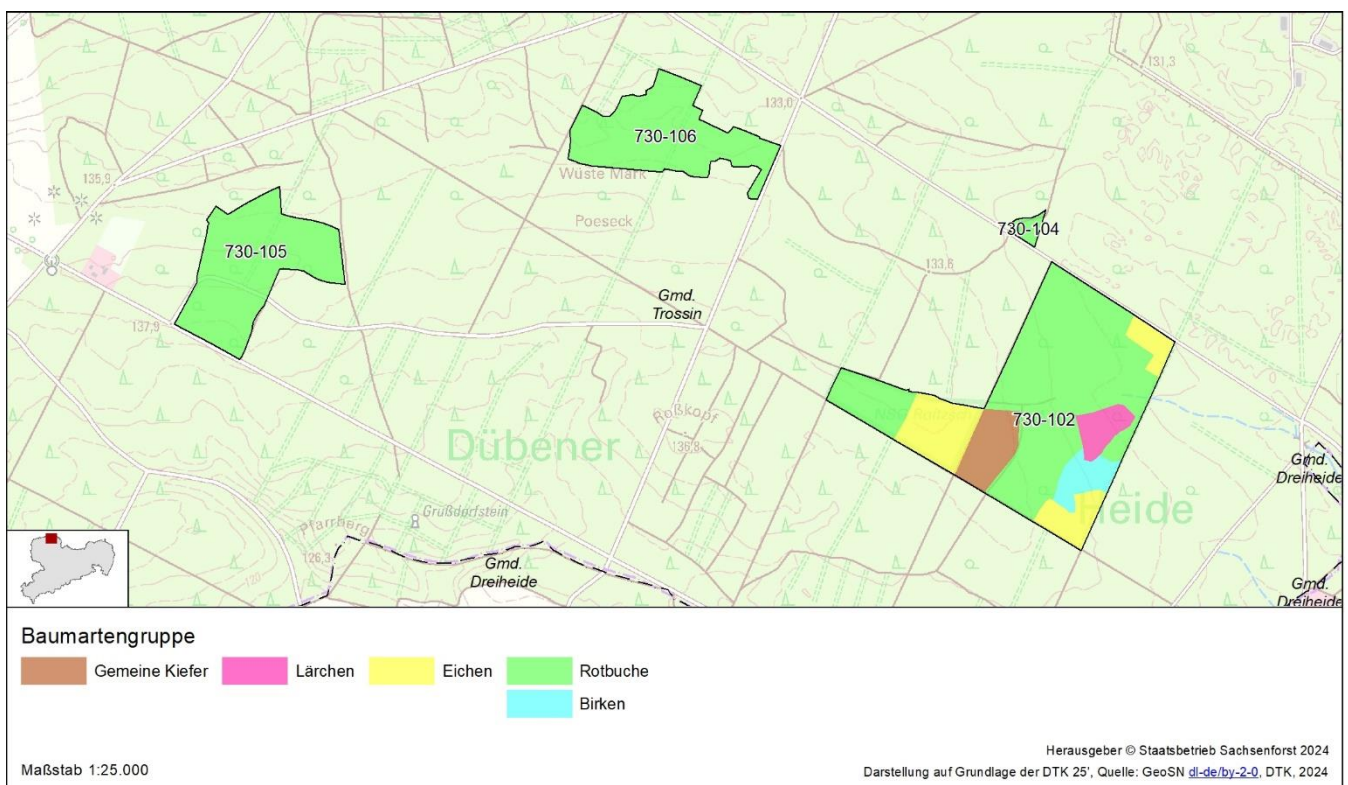 131,3
133,0
730-106
Wüste Mark
135,9
Poeseck
730-104
730-105
133,8
Gmd.
Trossin
137,9
730-102
Roßkopf
136,8
Dübener
Gmd.
Dreiheide
Heide
Grußdorfstein
Pfarrberg
126,3
Gmd.
Dreiheide
Gmd.
Dreiheide
Baumartengruppe
Gemeine Kiefer Lärchen Eichen Rotbuche
Birken
Herausgeber © Staatsbetrieb Sachsenforst 2024
Maßstab 1:25.000 Darstellung auf Grundlage der DTK 25', Quelle: GeoSN dl-de/by-2-0, DTK, 2024